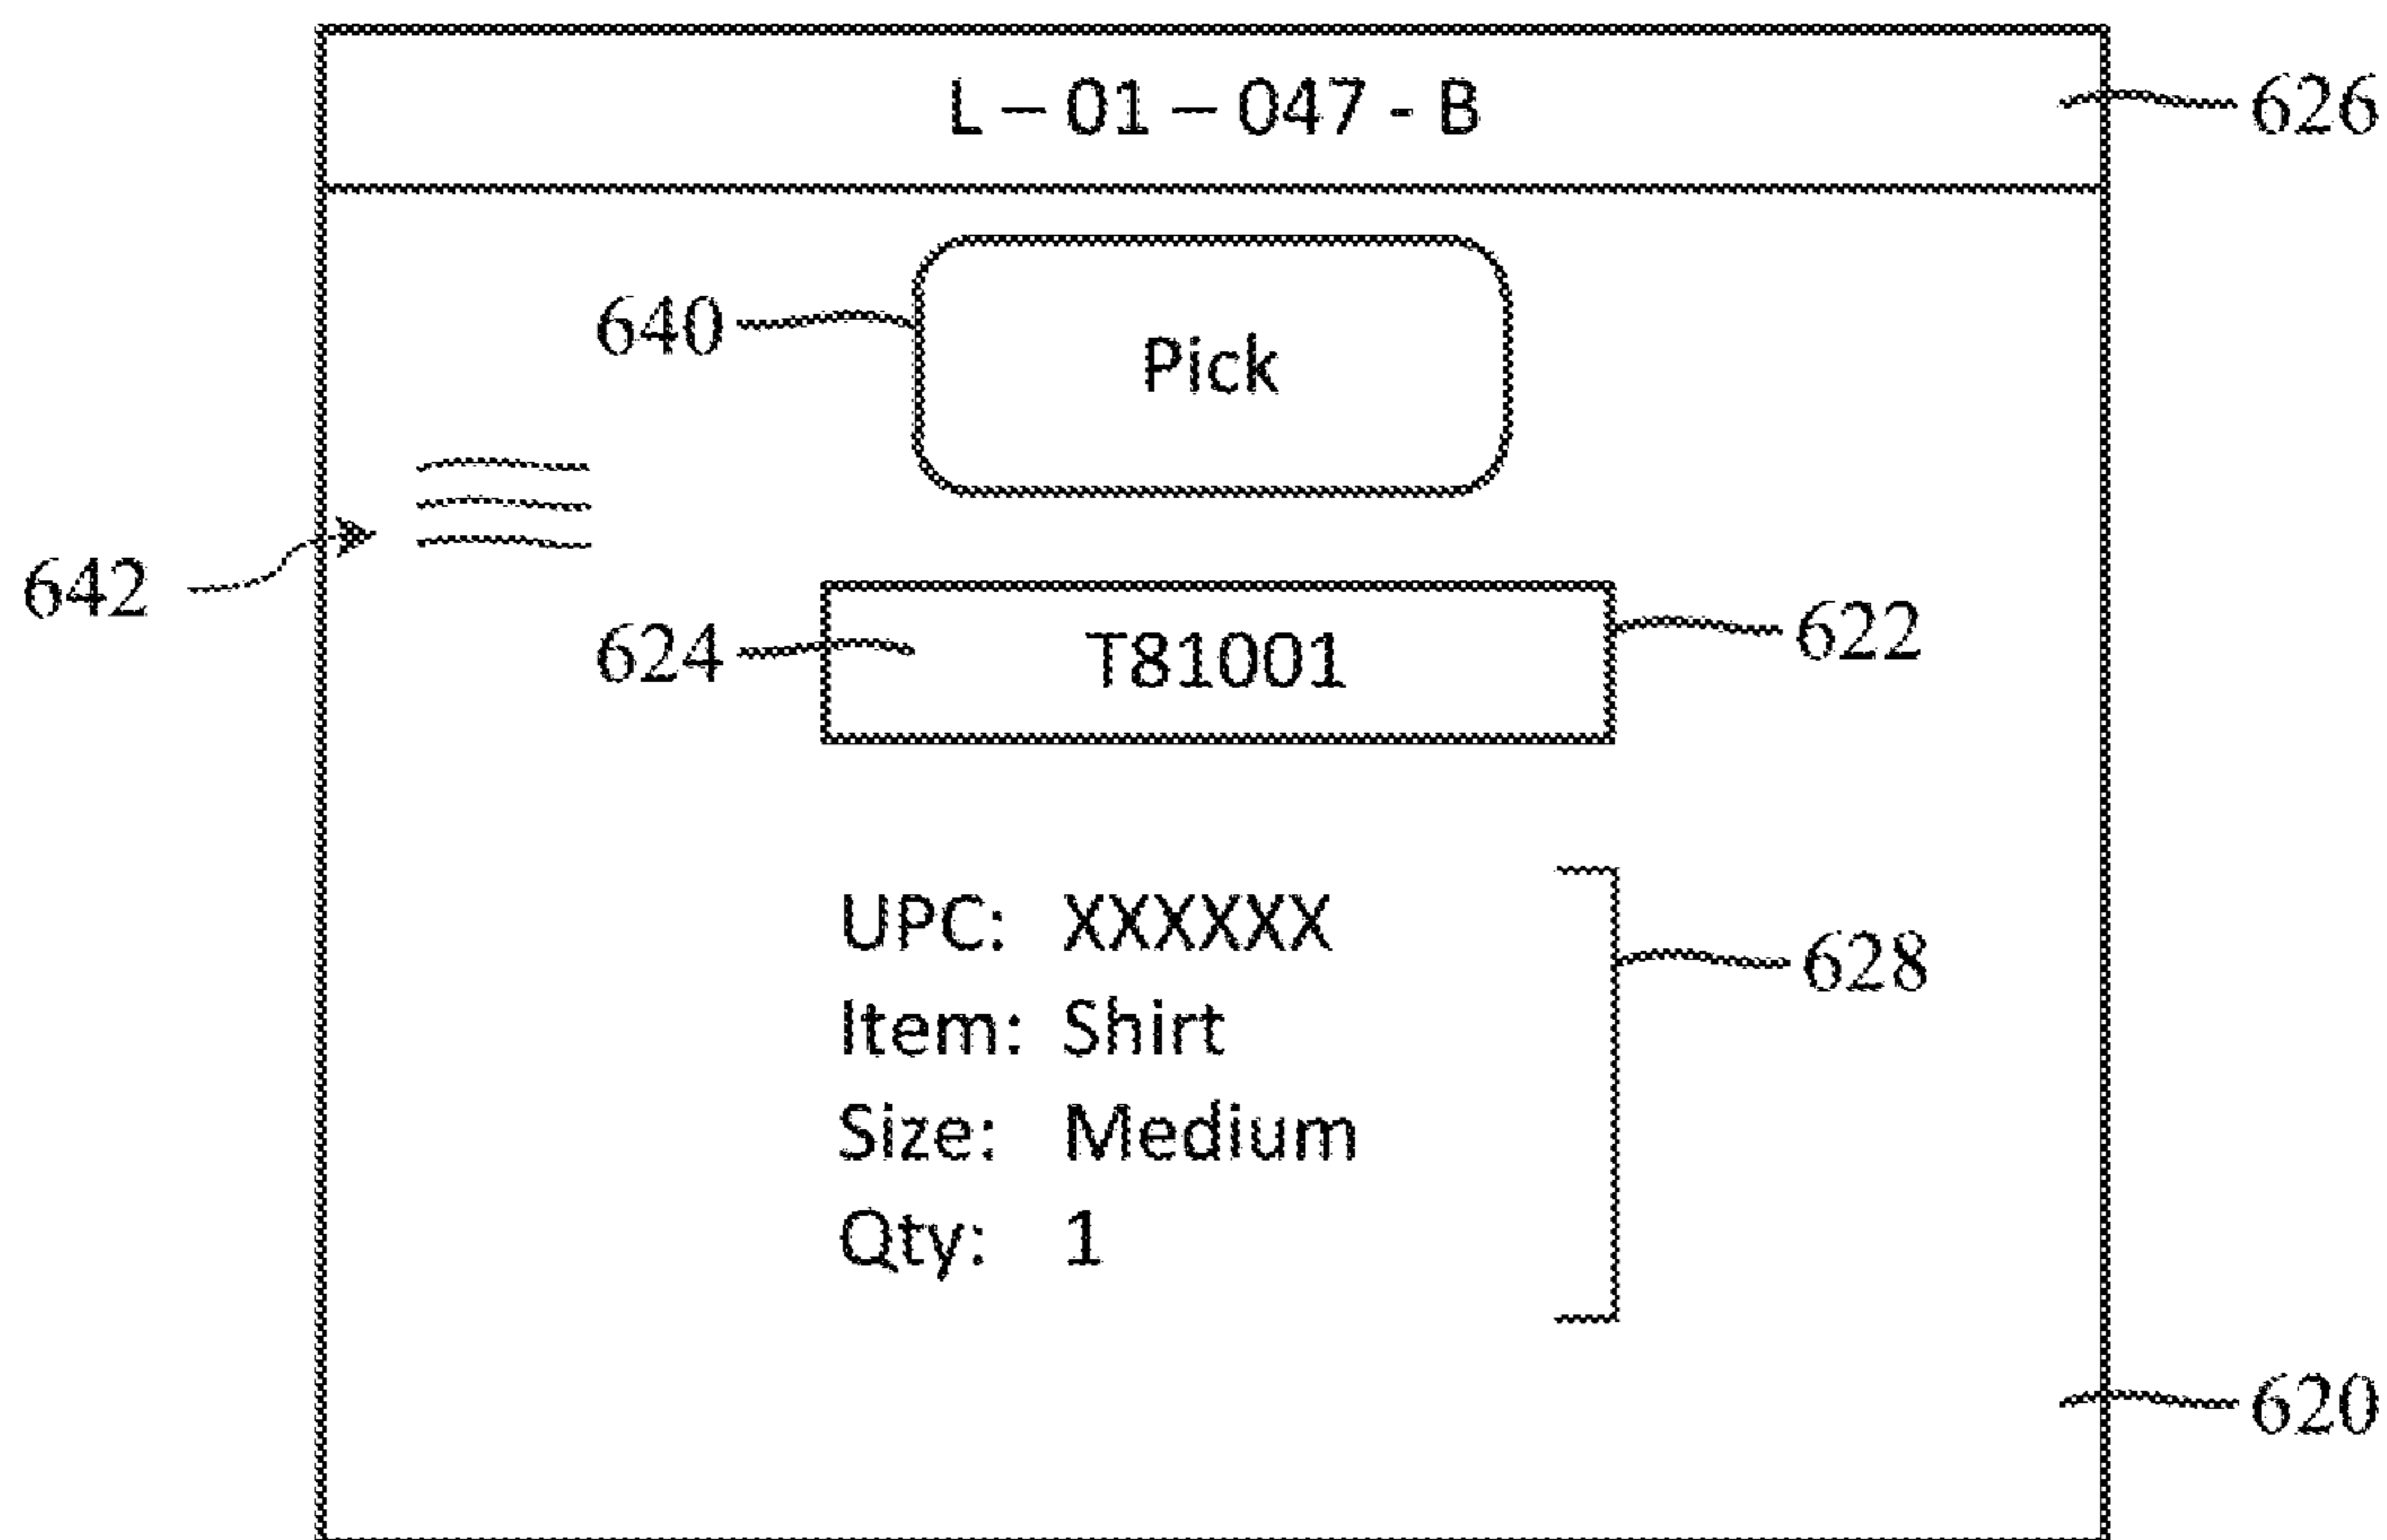 L – 01 – 047 - B
626
640
Pick
642
624
T81001
622
UPC: XXXXXX
628
Item: Shirt
Size: Medium
Qty: 1
620